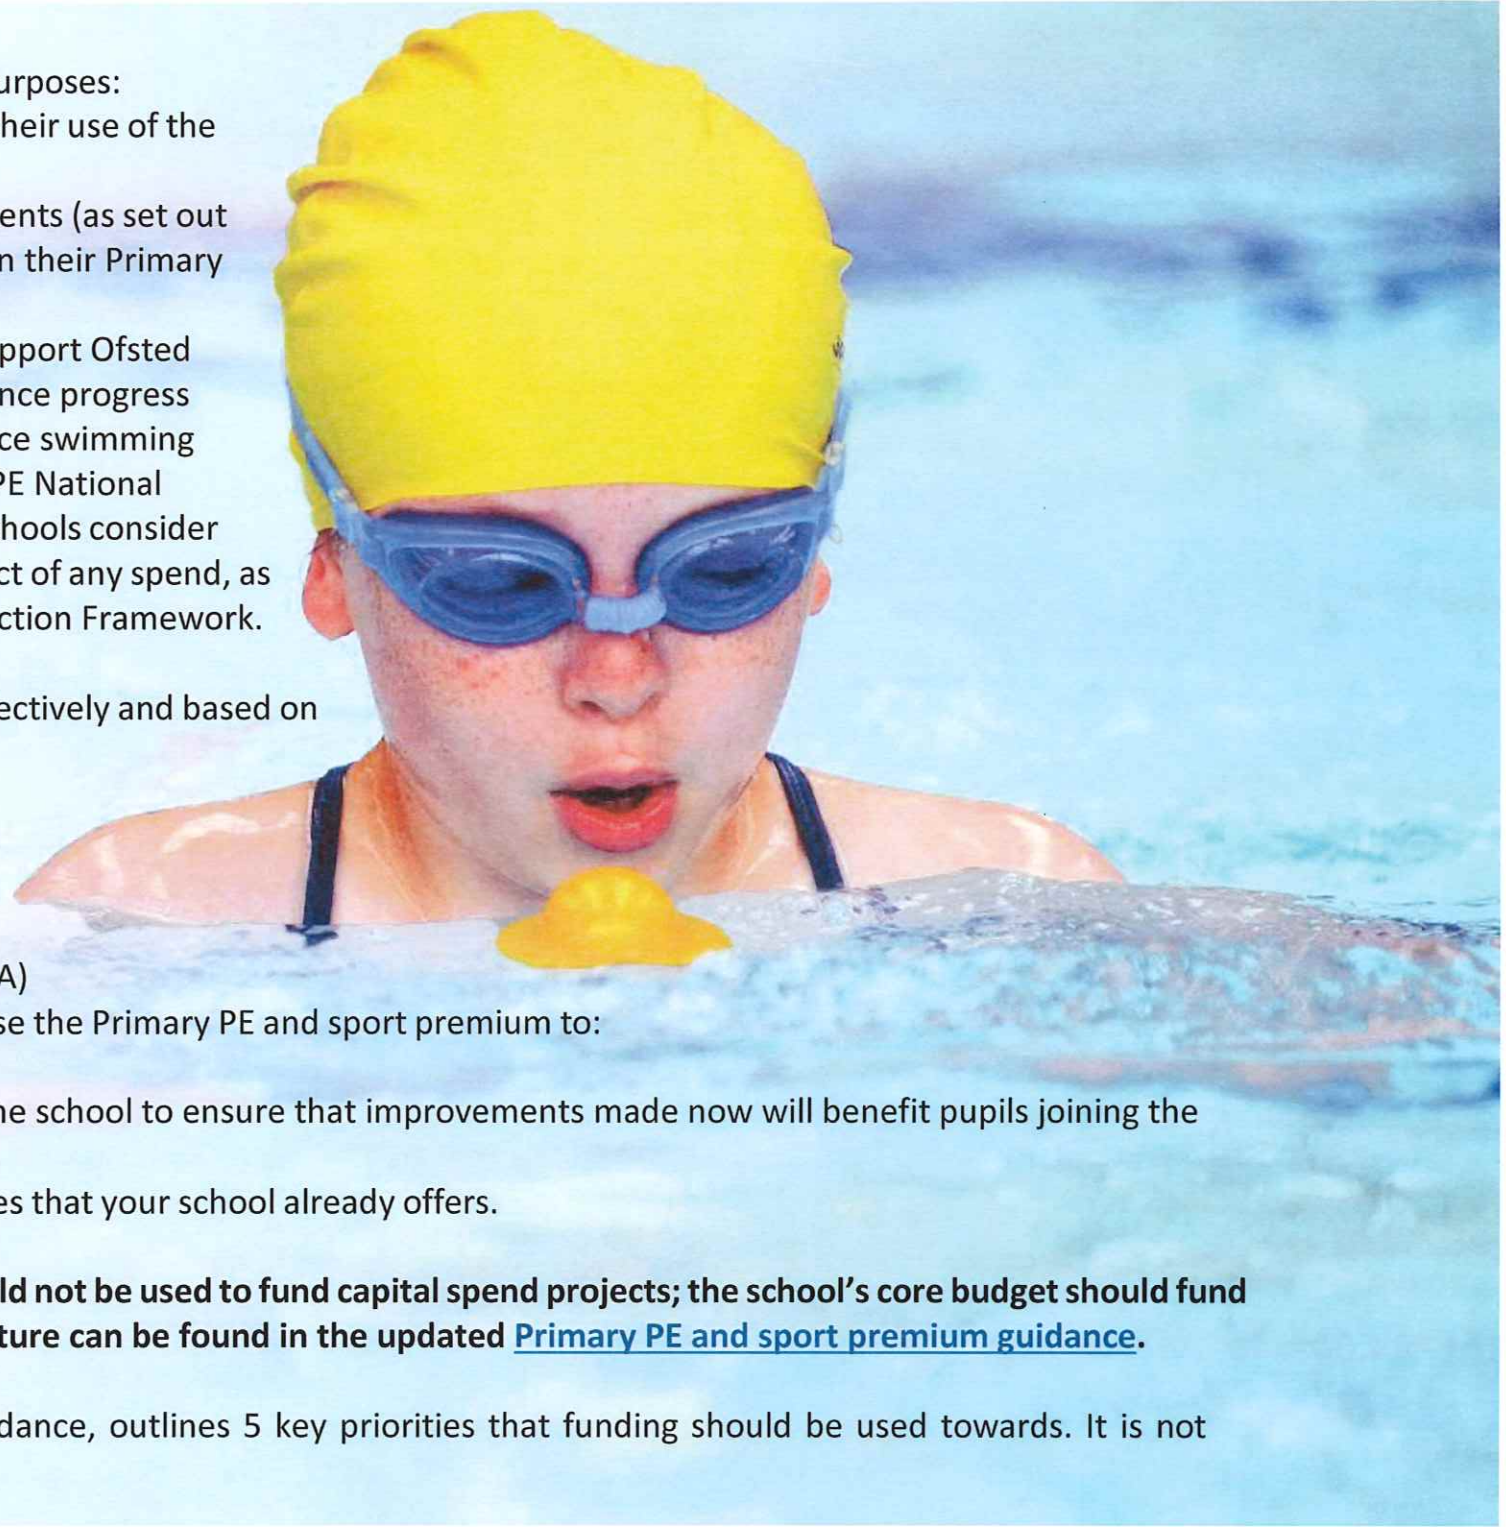 urposes:
heir use of the
ents (as set out
n their Primary
pport Ofsted
nce progress
ce swimming
PE National
hools consider
ct of any spend, as
ction Framework.
ectively and based on
A)
se the Primary PE and sport premium to:
ne school to ensure that improvements made now will benefit pupils joining the
es that your school already offers.
ld not be used to fund capital spend projects; the school's core budget should fund
ture can be found in the updated Primary PE and sport premium guidance.
dance, outlines 5 key priorities that funding should be used towards. It is not